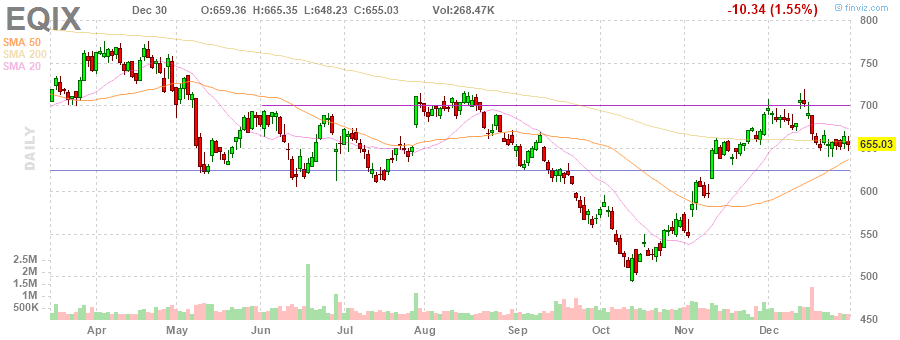 EQIX Dec 30 O:659.36 H:665.35 L:648.23 C:655.03 Vol:268.47K -10.34 (1.55%) @ finviz.com
SMA 50
SMA 200
SMA 20
DAILY
800
750
700
650
655.03
600
550
500
450
2.5M
2M
1.5M
1M
500K
Apr May Jun Jul Aug Sep Oct Nov Dec